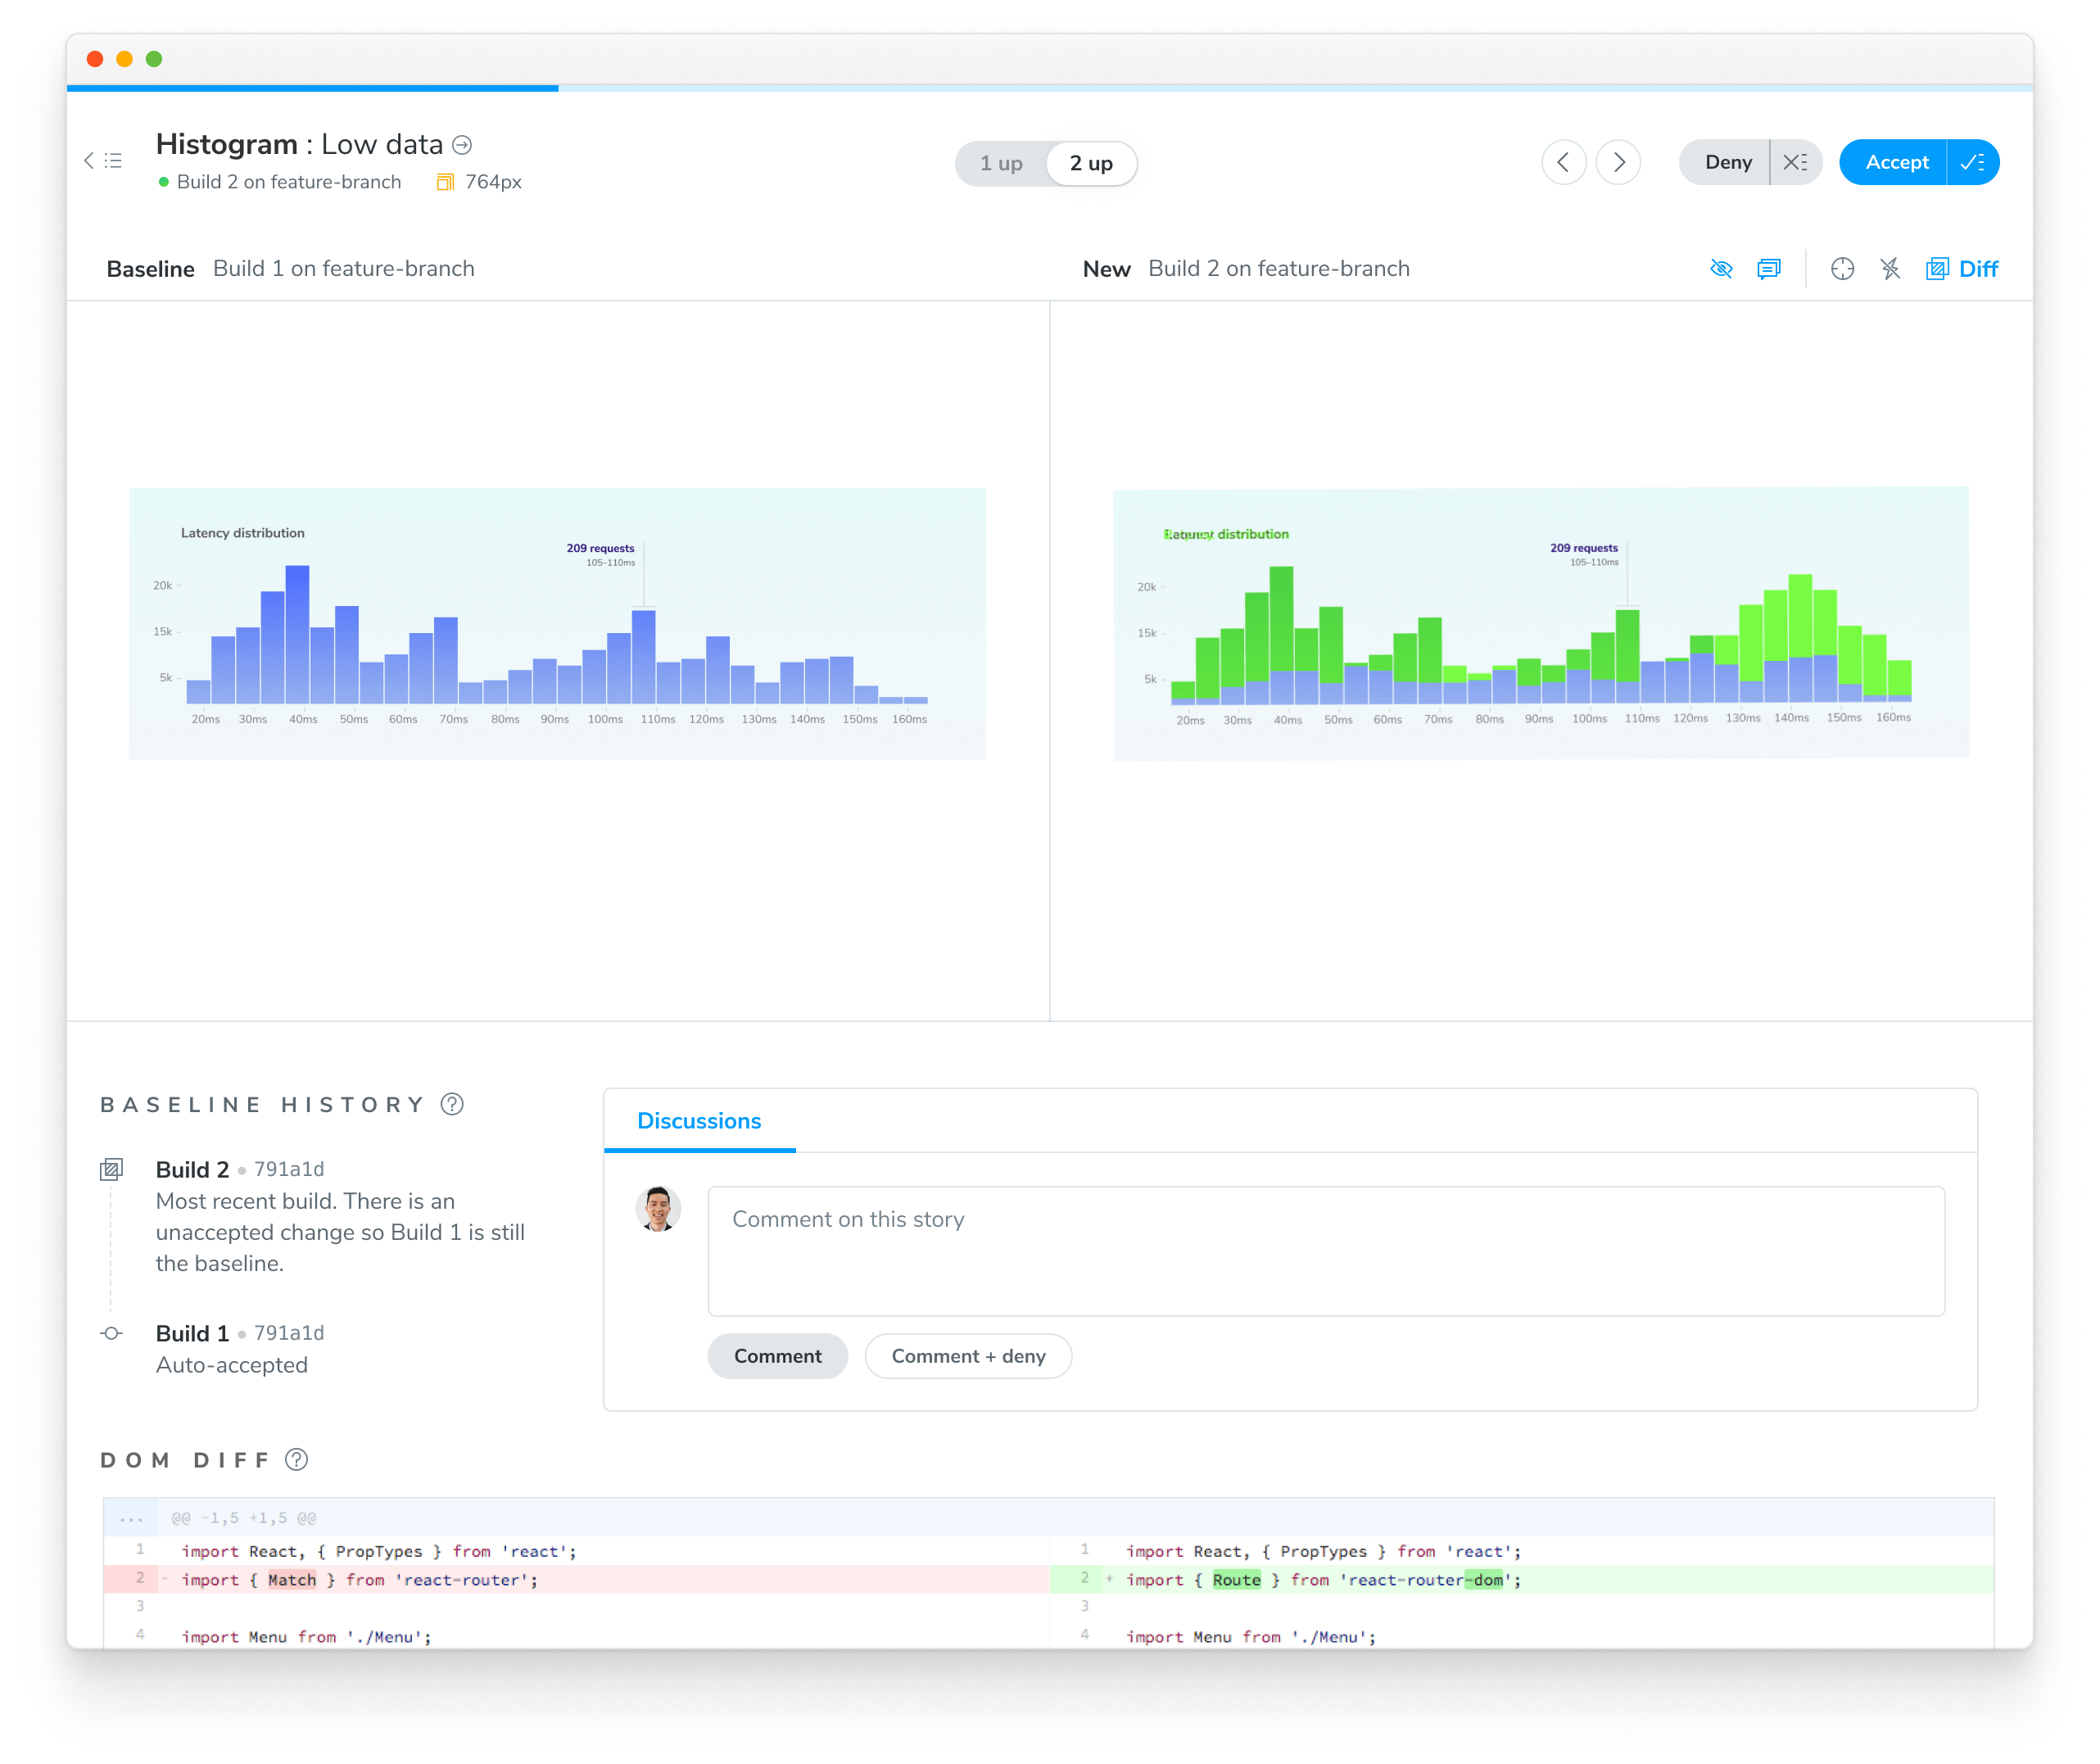 Histogram : Low data
Build 2 on feature-branch 764px
1 up 2 up
Deny Accept
Baseline Build 1 on feature-branch
New Build 2 on feature-branch
Diff
Latency distribution
209 requests
105–110ms
20k
15k
5k
20ms 30ms 40ms 50ms 60ms 70ms 80ms 90ms 100ms 110ms 120ms 130ms 140ms 150ms 160ms
distribution
209 requests
105–110ms
20k
15k
5k
20ms 30ms 40ms 50ms 60ms 70ms 80ms 90ms 100ms 110ms 120ms 130ms 140ms 150ms 160ms
BASELINE HISTORY ?
Build 2 • 791a1d
Most recent build. There is an
unaccepted change so Build 1 is still
the baseline.
Build 1 • 791a1d
Auto-accepted
Discussions
Comment on this story
Comment Comment + deny
DOM DIFF ?
... @@ -1,5 +1,5 @@
1 import React, { PropTypes } from 'react';
2 - import { Match } from 'react-router';
3
4 import Menu from './Menu';
1 import React, { PropTypes } from 'react';
2 + import { Route } from 'react-router-dom';
3
4 import Menu from './Menu';